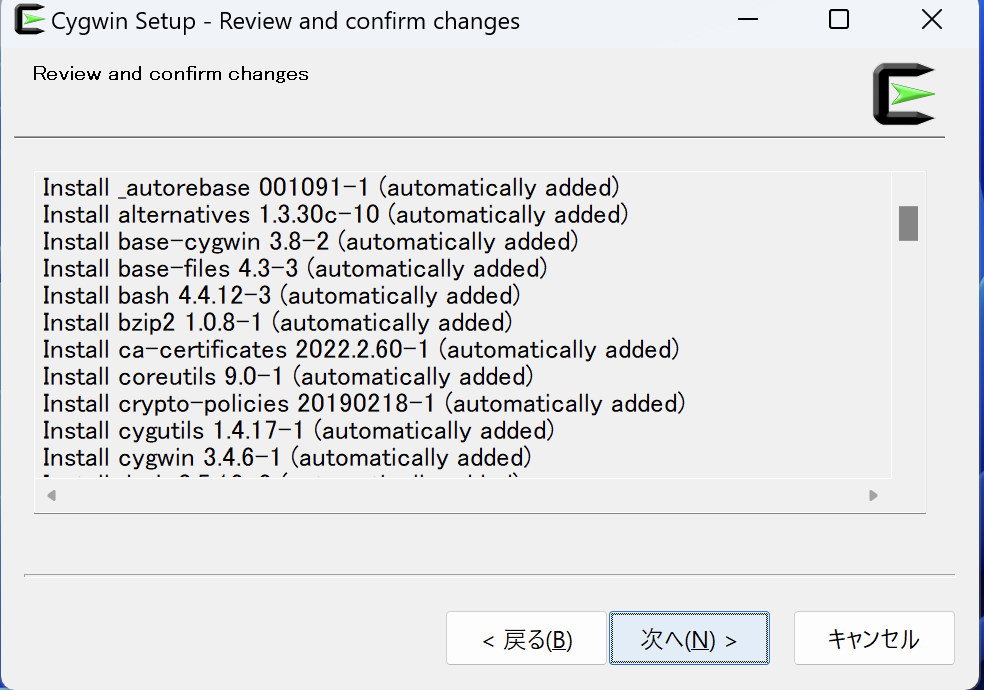 Cygwin Setup - Review and confirm changes
Review and confirm changes
Install _autorebase 001091-1 (automatically added)
Install alternatives 1.3.30c-10 (automatically added)
Install base-cygwin 3.8-2 (automatically added)
Install base-files 4.3-3 (automatically added)
Install bash 4.4.12-3 (automatically added)
Install bzip2 1.0.8-1 (automatically added)
Install ca-certificates 2022.2.60-1 (automatically added)
Install coreutils 9.0-1 (automatically added)
Install crypto-policies 20190218-1 (automatically added)
Install cygutils 1.4.17-1 (automatically added)
Install cygwin 3.4.6-1 (automatically added)
< 戻る(B) 次へ(N) > キャンセル